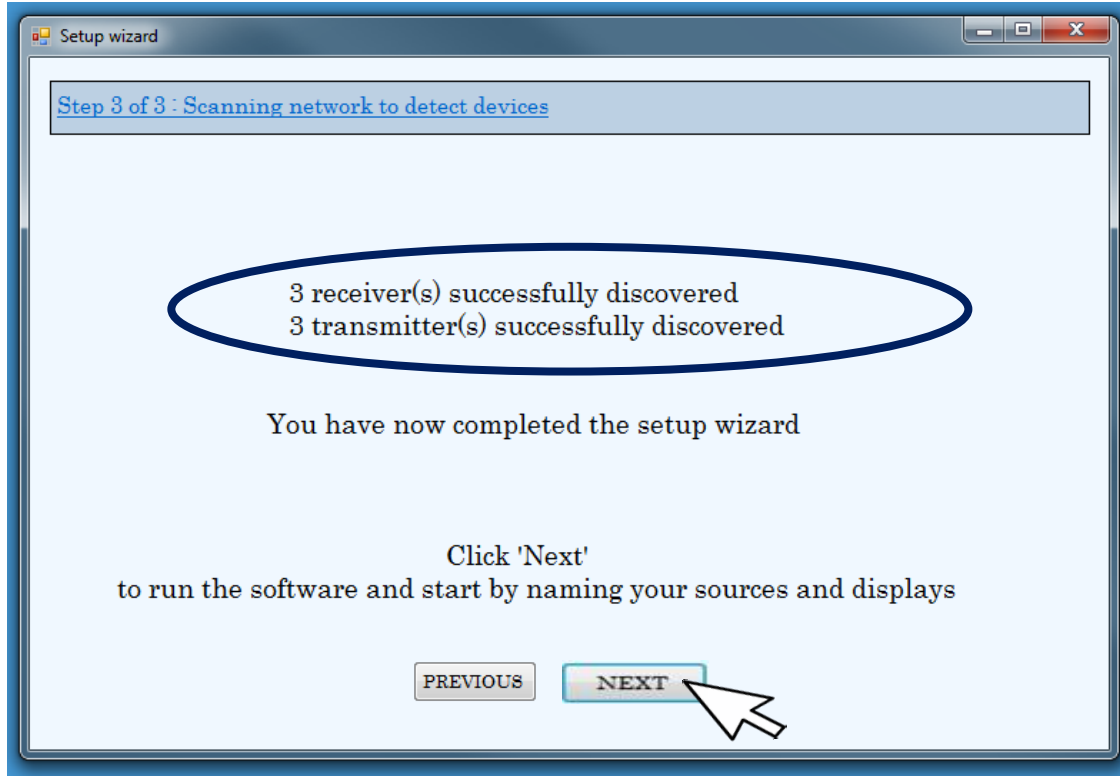 Setup wizard
Step 3 of 3 : Scanning network to detect devices
3 receiver(s) successfully discovered
3 transmitter(s) successfully discovered
You have now completed the setup wizard
Click 'Next'
to run the software and start by naming your sources and displays
PREVIOUS
NEXT